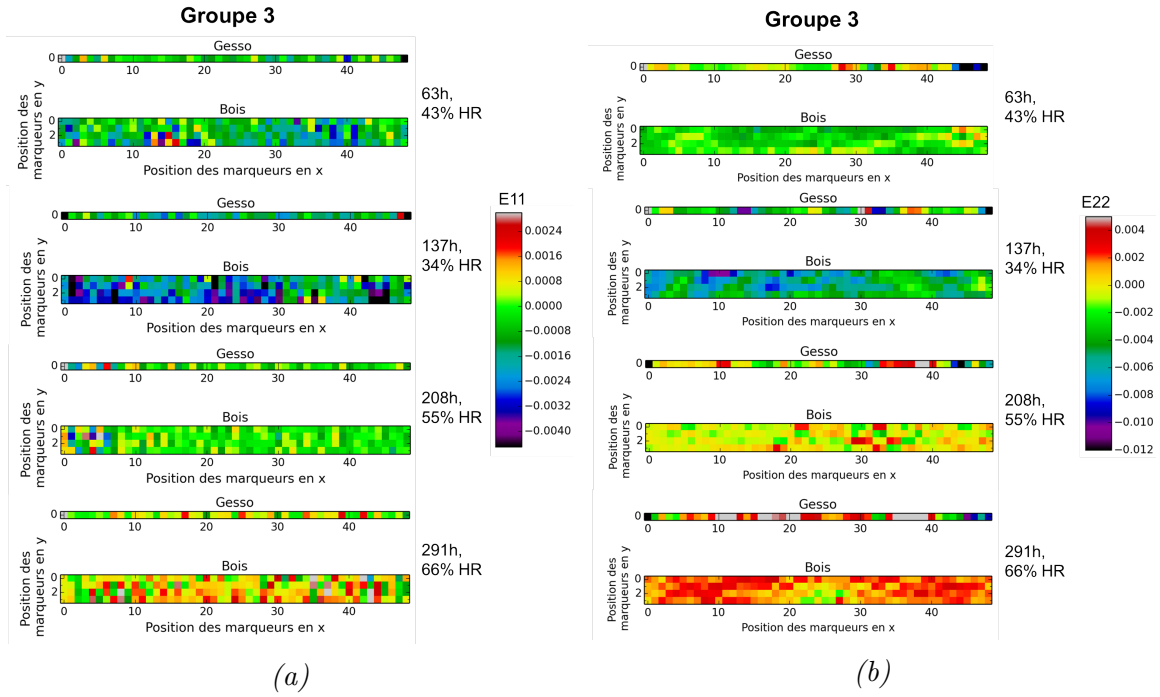 Groupe 3
Gesso
0
0 10 20 30 40
Bois
0
2
0 10 20 30 40
Position des marqueurs en x
Position des
marqueurs en y
63h,
43% HR
Gesso
0
0 10 20 30 40
Bois
0
2
0 10 20 30 40
Position des marqueurs en x
Position des
marqueurs en y
137h,
34% HR
Gesso
0
0 10 20 30 40
Bois
0
2
0 10 20 30 40
Position des marqueurs en x
Position des
marqueurs en y
208h,
55% HR
Gesso
0
0 10 20 30 40
Bois
0
2
0 10 20 30 40
Position des marqueurs en x
Position des
marqueurs en y
291h,
66% HR
E11
0.0024
0.0016
0.0008
0.0000
−0.0008
−0.0016
−0.0024
−0.0032
−0.0040
(a)
Groupe 3
Gesso
0
0 10 20 30 40
Bois
0
2
0 10 20 30 40
Position des marqueurs en x
Position des
marqueurs en y
63h,
43% HR
Gesso
0
0 10 20 30 40
Bois
0
2
0 10 20 30 40
Position des marqueurs en x
Position des
marqueurs en y
137h,
34% HR
Gesso
0
0 10 20 30 40
Bois
0
2
0 10 20 30 40
Position des marqueurs en x
Position des
marqueurs en y
208h,
55% HR
Gesso
0
0 10 20 30 40
Bois
0
2
0 10 20 30 40
Position des marqueurs en x
Position des
marqueurs en y
291h,
66% HR
E22
0.004
0.002
0.000
−0.002
−0.004
−0.006
−0.008
−0.010
−0.012
(b)